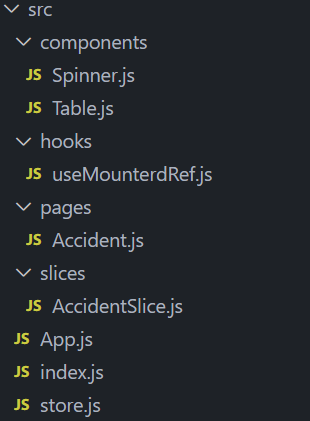 src
components
JS Spinner.js
JS Table.js
hooks
JS useMounterdRef.js
pages
JS Accident.js
slices
JS AccidentSlice.js
JS App.js
JS index.js
JS store.js